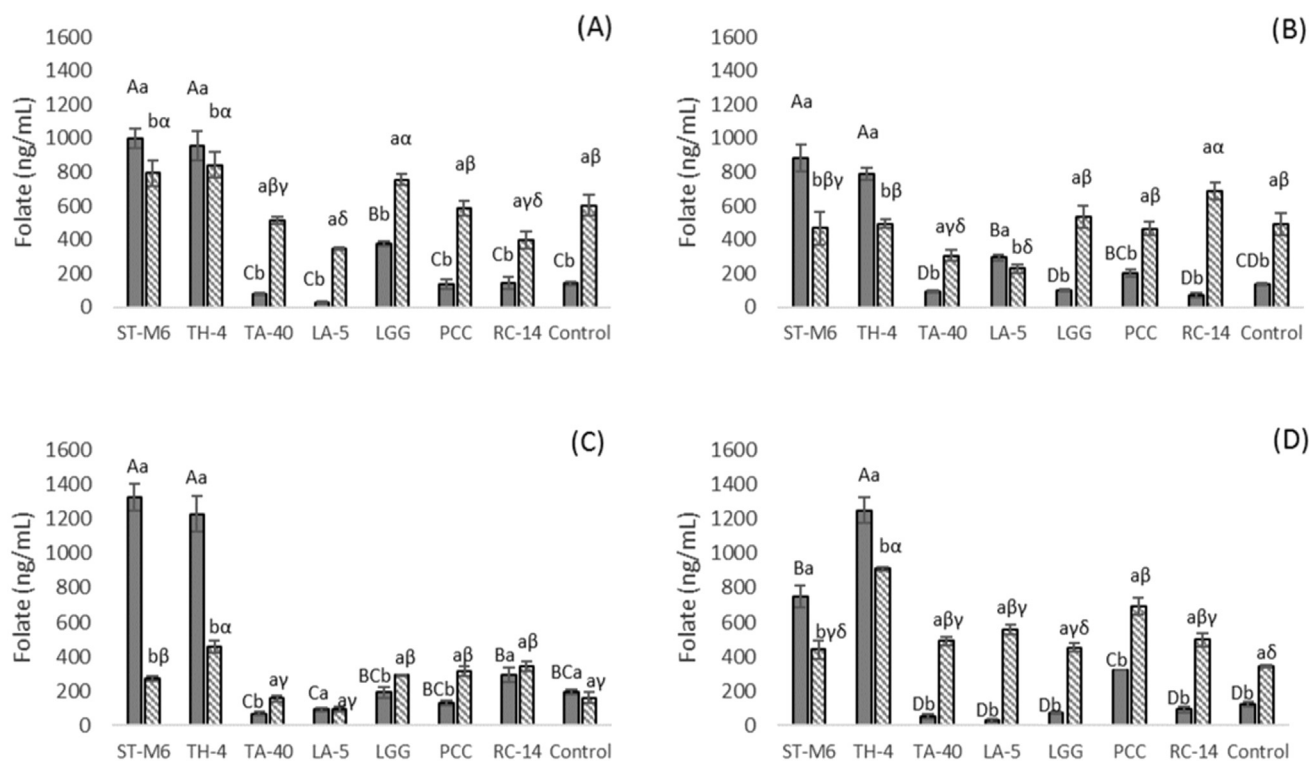 (A)
Folate (ng/mL)
1600
1400
1200
1000
800
600
400
200
0
Aa
bα
Aa
bα
Cb
aβγ
Cb
aδ
Bb
aα
Cb
aβ
Cb
aγδ
Cb
aβ
ST-M6 TH-4 TA-40 LA-5 LGG PCC RC-14 Control
(B)
Folate (ng/mL)
1600
1400
1200
1000
800
600
400
200
0
Aa
bβγ
Aa
bβ
Db
aγδ
Ba
bδ
Db
aβ
BCb
aβ
Db
aα
CDb
aβ
ST-M6 TH-4 TA-40 LA-5 LGG PCC RC-14 Control
(C)
Folate (ng/mL)
1600
1400
1200
1000
800
600
400
200
0
Aa
bβ
Aa
bα
Cb
aγ
Ca
aγ
BCb
aβ
BCb
aβ
Ba
aβ
BCa
aγ
ST-M6 TH-4 TA-40 LA-5 LGG PCC RC-14 Control
(D)
Folate (ng/mL)
1600
1400
1200
1000
800
600
400
200
0
Ba
bγδ
Aa
bα
Db
aβγ
Db
aβγ
Db
aγδ
Cb
aβ
Db
aβγ
Db
aδ
ST-M6 TH-4 TA-40 LA-5 LGG PCC RC-14 Control